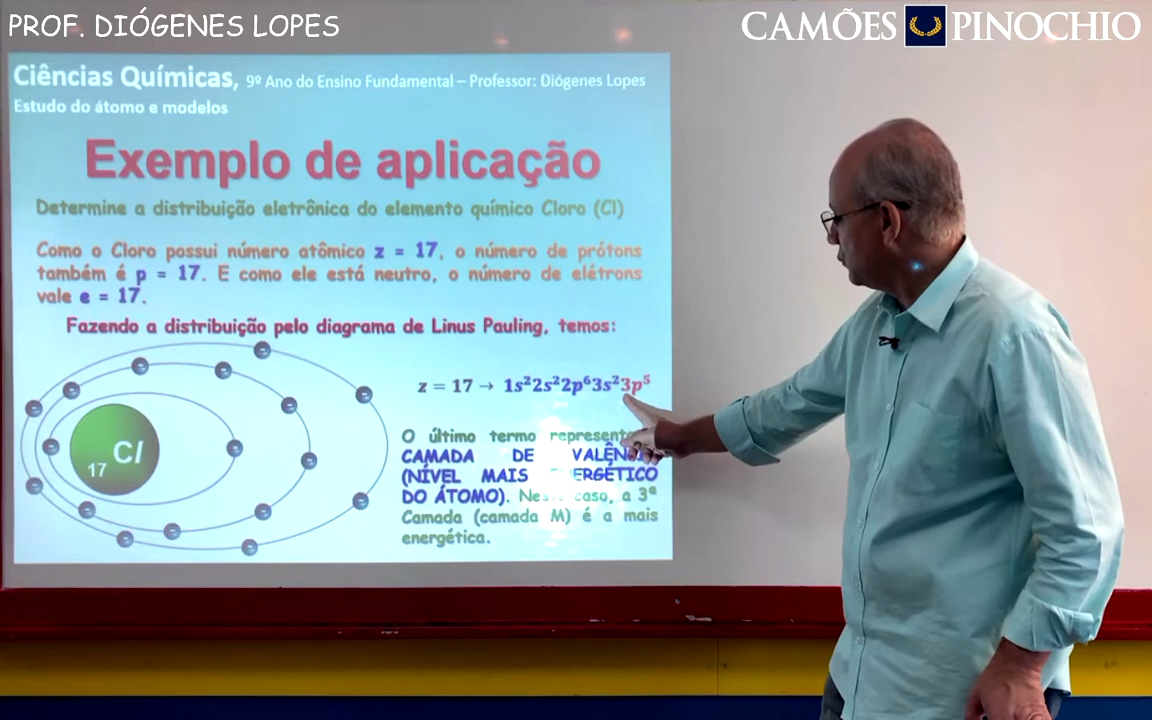 PROF. DIÓGENES LOPES
CAMÕES PINOCHIO
Ciências Químicas, 9º Ano do Ensino Fundamental – Professor: Diógenes Lopes
Estudo do átomo e modelos
Exemplo de aplicação
Determine a distribuição eletrônica do elemento químico Cloro (Cl)
Como o Cloro possui número atômico z = 17, o número de prótons
também é p = 17. E como ele está neutro, o número de elétrons
vale e = 17.
Fazendo a distribuição pelo diagrama de Linus Pauling, temos:
z = 17 → 1s²2s²2p⁶3s²3p⁵
Cl
17
O último termo
CAMADA DE
(NÍVEL MAIS
DO ÁTOMO). caso, a 3ª
Camada (camada M) é a mais
energética.